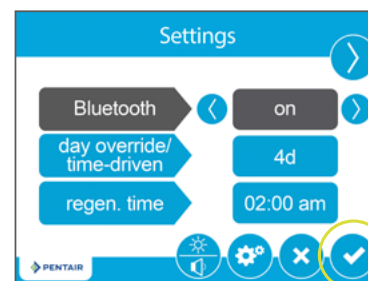 Settings
Bluetooth
on
day override/
time-driven
4d
regen. time
02:00 am
PENTAIR